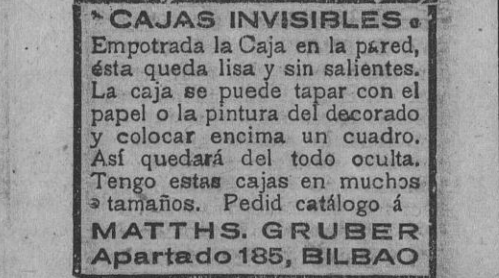 CAJAS INVISIBLES
Empotrada la Caja en la pared,
ésta queda lisa y sin salientes.
La caja se puede tapar con el
papel o la pintura del decorado
y colocar encima un cuadro.
Así quedará del todo oculta.
Tengo estas cajas en muchos
tamaños. Pedid catálogo á
MATTHS. GRUBER
Apartado 185, BILBAO